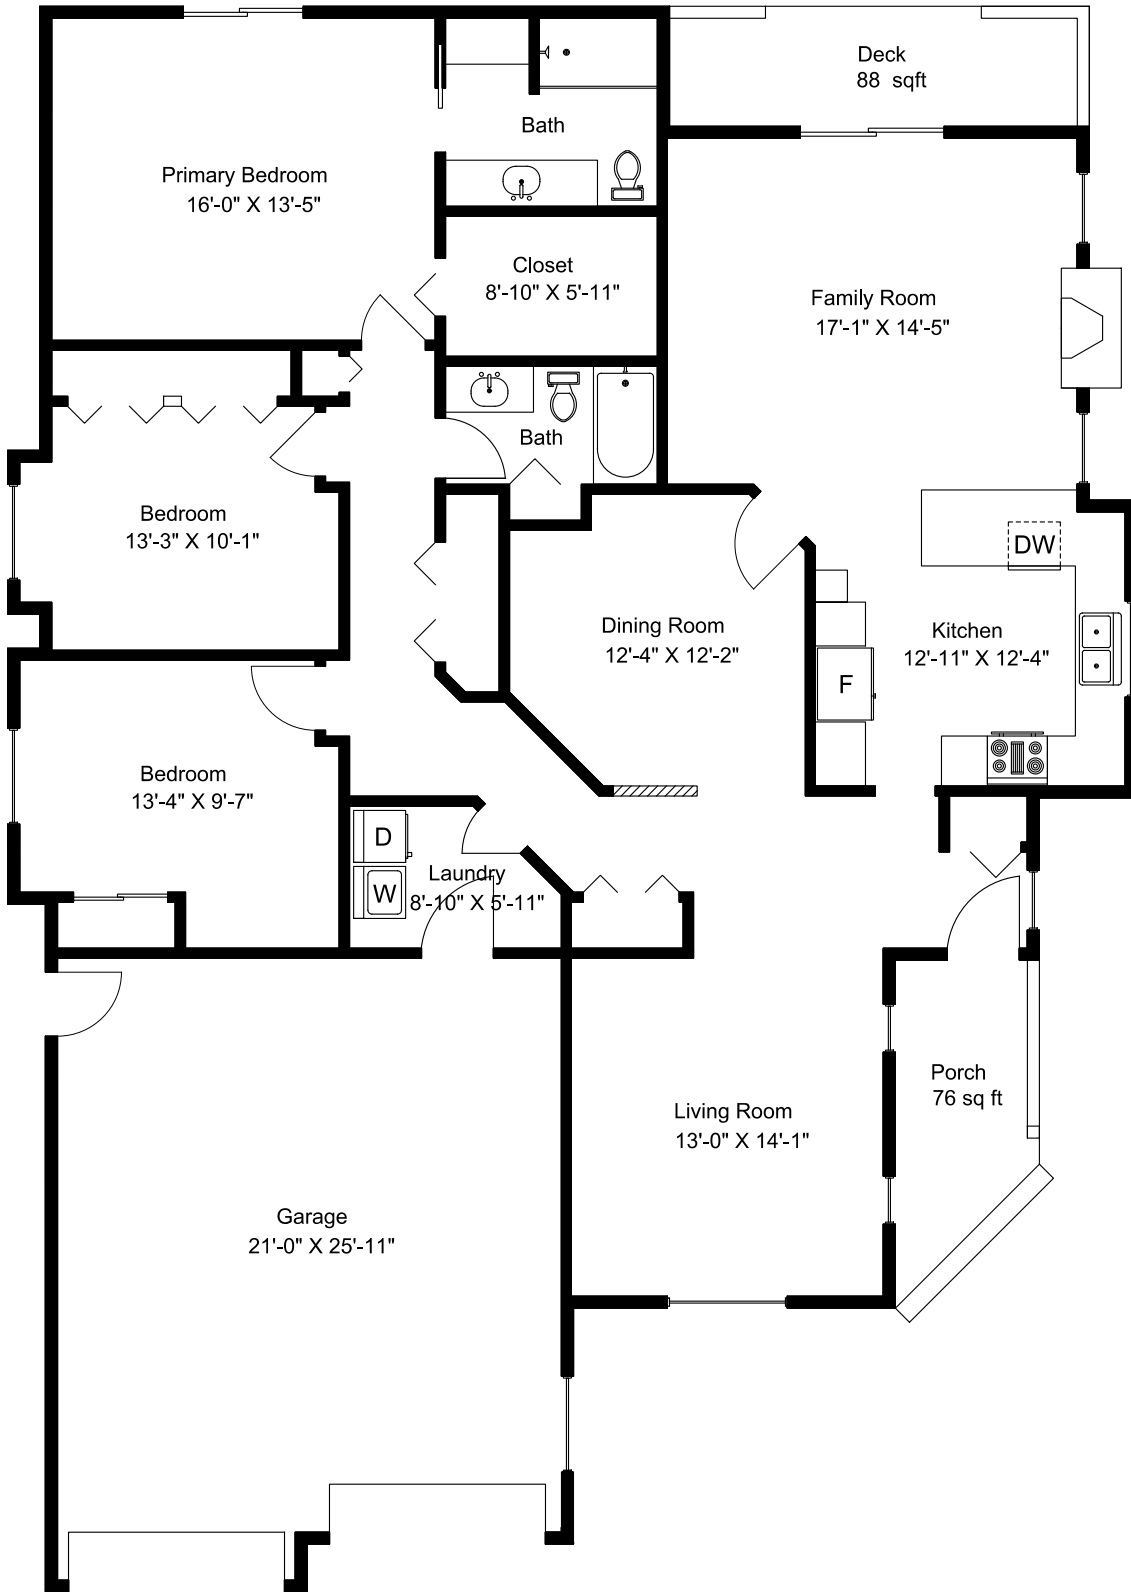 Deck
88 sqft
Bath
Primary Bedroom
16'-0" X 13'-5"
Closet
8'-10" X 5'-11"
Family Room
17'-1" X 14'-5"
Bath
Bedroom
13'-3" X 10'-1"
DW
Dining Room
12'-4" X 12'-2"
Kitchen
12'-11" X 12'-4"
F
Bedroom
13'-4" X 9'-7"
D
Laundry
W
8'-10" X 5'-11"
Porch
76 sq ft
Living Room
13'-0" X 14'-1"
Garage
21'-0" X 25'-11"